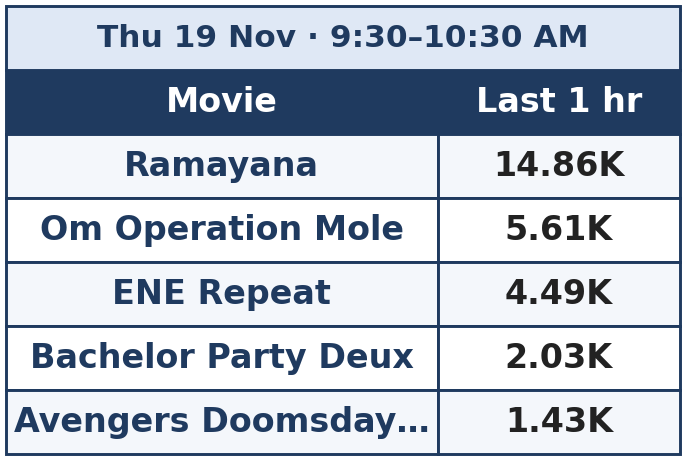 Thu 19 Nov · 9:30–10:30 AM
Movie Last 1 hr
Ramayana 14.86K
Om Operation Mole 5.61K
ENE Repeat 4.49K
Bachelor Party Deux 2.03K
Avengers Doomsday… 1.43K